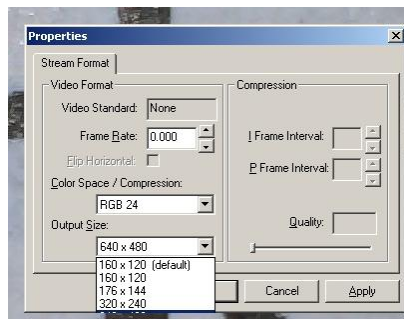 Properties
Stream Format
Video Format
Video Standard: None
Frame Rate: 0.000
Flip Horizontal:
Color Space / Compression:
RGB 24
Output Size:
640 x 480
160 x 120 (default)
160 x 120
176 x 144
320 x 240
Compression
I Frame Interval:
P Frame Interval:
Quality:
Cancel
Apply